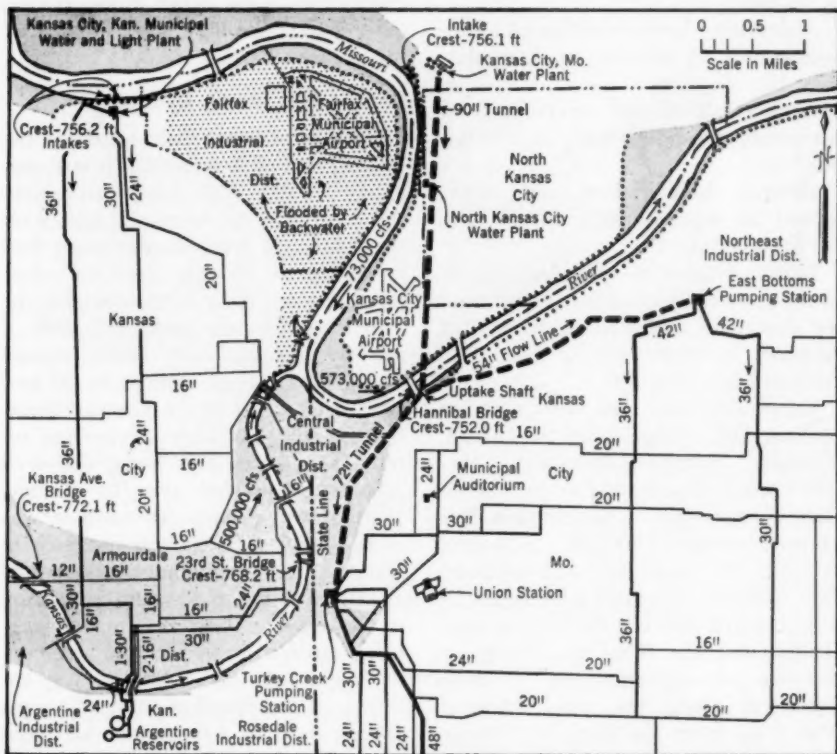 Kansas City, Kan. Municipal
Water and Light Plant
Missouri
Intake
Crest-756.1 ft
0 1
Scale in Miles
Kansas City, Mo.
Water Plant
Fairfax
Fairfax
Municipal
Airport
Industrial
Dist.
Flooded by
Backwater
Crest-756.2 ft
Intakes
90" Tunnel
North
Kansas
City
North Kansas City
Water Plant
36"
30"
24"
20"
73,000 cfs
River
Northeast
Industrial Dist.
East Bottoms
Pumping Station
Kansas
Kansas City
Municipal
Airport
54" Flow Line
42"
42"
573,000 cfs
Uptake Shaft
Kansas
Hannibal Bridge
Crest-752.0 ft
16"
Central
Industrial
Dist.
36"
36"
16"
20"
36"
24"
City
16"
20"
500,000 cfs
16"
State Line
72" Tunnel
24"
Municipal
Auditorium
City
20"
20"
Kansas Ave.
Bridge
Crest-772.1 ft
16"
16"
30"
30"
30"
Mo.
Armourdale
23rd St. Bridge
Crest-768.2 ft
30"
Union Station
12"
16"
16"
Kansas
30"
16"
16"
24"
30"
River
1-30"
2-16"
Dist.
36"
16"
24"
20"
Turkey Creek
Pumping
Station
30"
30"
24"
20"
20"
20"
20"
Argentine
Industrial
Dist.
24"
Kan.
Argentine
Reservoirs
Rosedale
Industrial Dist.
24"
24"
24"
48"